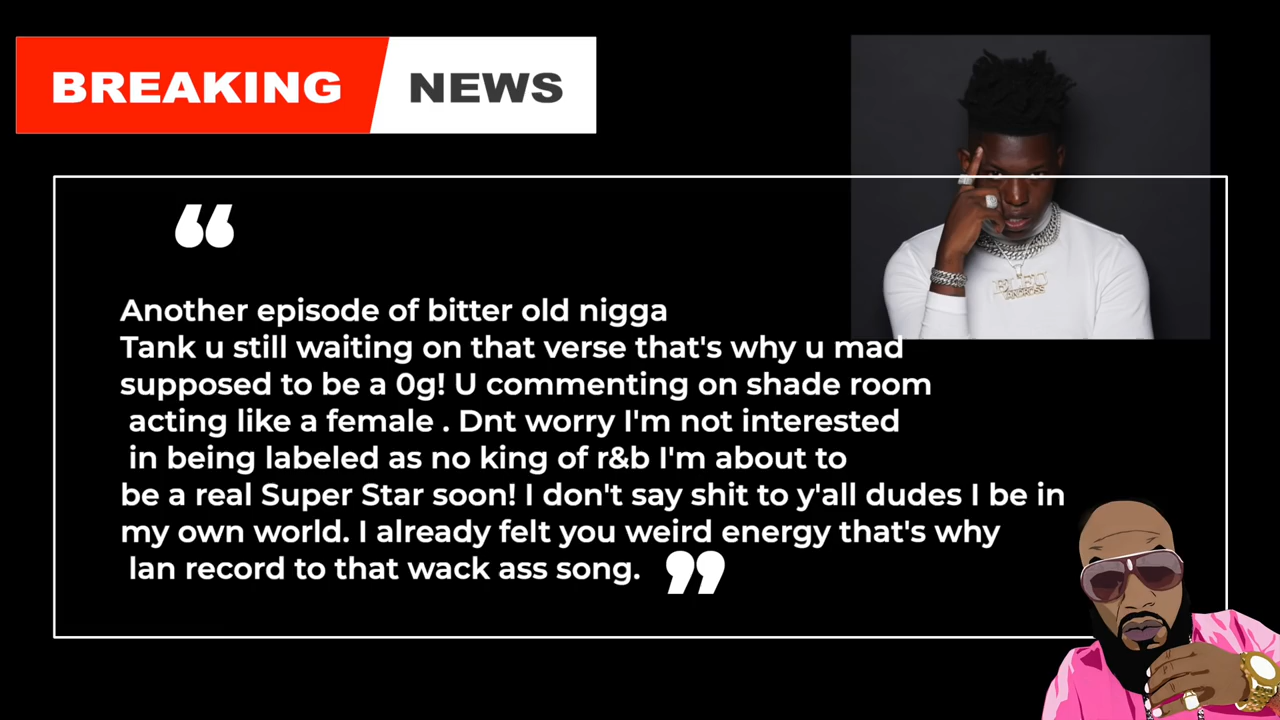 BREAKING NEWS
“
Another episode of bitter old nigga
Tank u still waiting on that verse that's why u mad
supposed to be a 0g! U commenting on shade room
acting like a female . Dnt worry I'm not interested
in being labeled as no king of r&b I'm about to
be a real Super Star soon! I don't say shit to y'all dudes I be in
my own world. I already felt you weird energy that's why
Ian record to that wack ass song.
”